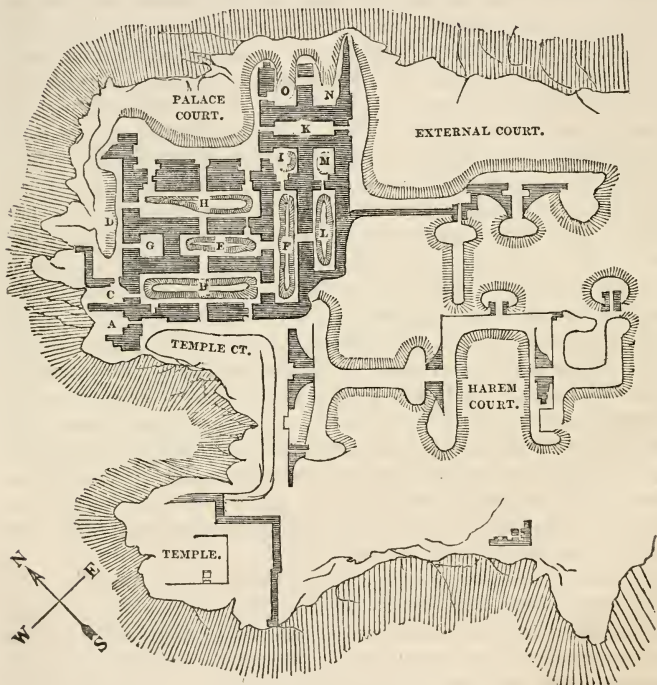 PALACE
COURT.
O
N
K
EXTERNAL COURT.
I
M
H
D
G
E
F
L
B
C
A
TEMPLE CT.
HAREM
COURT.
TEMPLE.
N
E
W
S